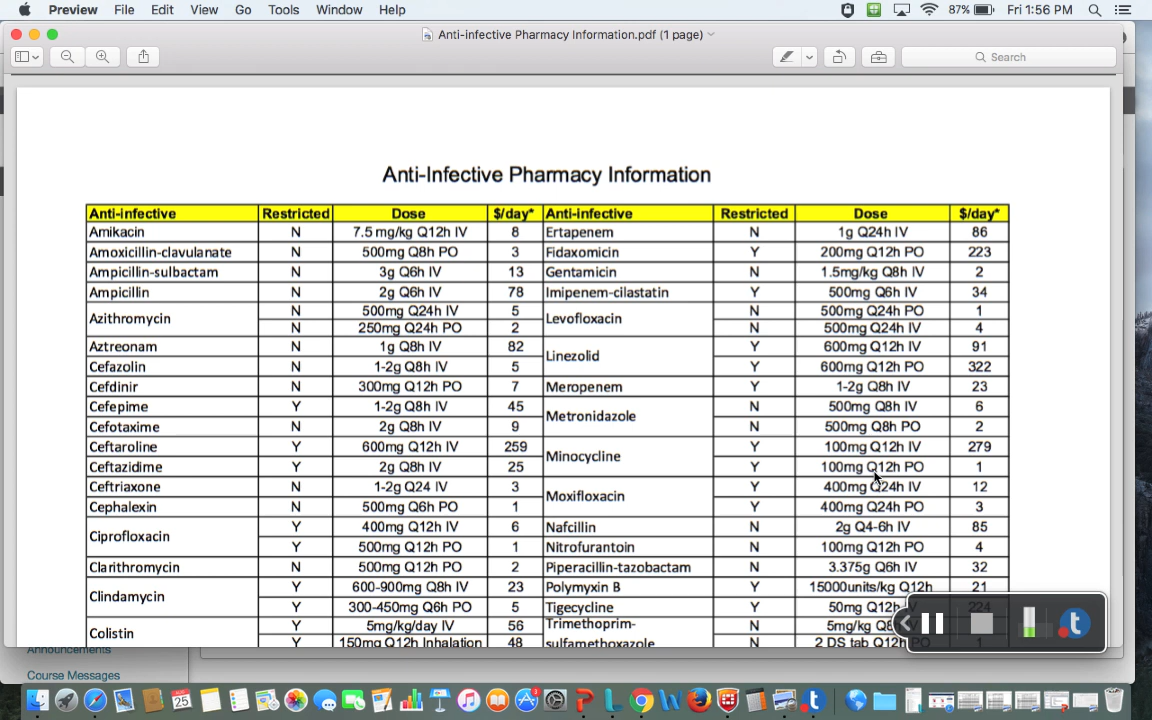 Preview File Edit View Go Tools Window Help 87% Fri 1:56 PM
Anti-infective Pharmacy Information.pdf (1 page)
Search
Anti-Infective Pharmacy Information
Anti-infective Restricted Dose $/day* Anti-infective Restricted Dose $/day*
Amikacin N 7.5 mg/kg Q12h IV 8 Ertapenem N 1g Q24h IV 86
Amoxicillin-clavulanate N 500mg Q8h PO 3 Fidaxomicin Y 200mg Q12h PO 223
Ampicillin-sulbactam N 3g Q6h IV 13 Gentamicin N 1.5mg/kg Q8h IV 2
Ampicillin N 2g Q6h IV 78 Imipenem-cilastatin Y 500mg Q6h IV 34
Azithromycin N 500mg Q24h IV 5 Levofloxacin N 500mg Q24h PO 1
N 250mg Q24h PO 2 N 500mg Q24h IV 4
Aztreonam N 1g Q8h IV 82 Linezolid Y 600mg Q12h IV 91
Cefazolin N 1-2g Q8h IV 5 Y 600mg Q12h PO 322
Cefdinir N 300mg Q12h PO 7 Meropenem Y 1-2g Q8h IV 23
Cefepime Y 1-2g Q8h IV 45 Metronidazole N 500mg Q8h IV 6
Cefotaxime N 2g Q8h IV 9 N 500mg Q8h PO 2
Ceftaroline Y 600mg Q12h IV 259 Minocycline Y 100mg Q12h IV 279
Ceftazidime Y 2g Q8h IV 25 Y 100mg Q12h PO 1
Ceftriaxone N 1-2g Q24 IV 3 Moxifloxacin Y 400mg Q24h IV 12
Cephalexin N 500mg Q6h PO 1 Y 400mg Q24h PO 3
Ciprofloxacin Y 400mg Q12h IV 6 Nafcillin N 2g Q4-6h IV 85
Y 500mg Q12h PO 1 Nitrofurantoin N 100mg Q12h PO 4
Clarithromycin N 500mg Q12h PO 2 Piperacillin-tazobactam N 3.375g Q6h IV 32
Clindamycin Y 600-900mg Q8h IV 23 Polymyxin B Y 15000units/kg Q12h 21
Y 300-450mg Q6h PO 5 Tigecycline Y 50mg Q12h 224
Colistin Y 5mg/kg/day IV 56 Trimethoprim- N 5mg/kg
Y 150mg Q12h Inhalation 48 sulfamethoxazole N 2 DS tab Q12h 1
Announcements
Course Messages
AUG
25
3